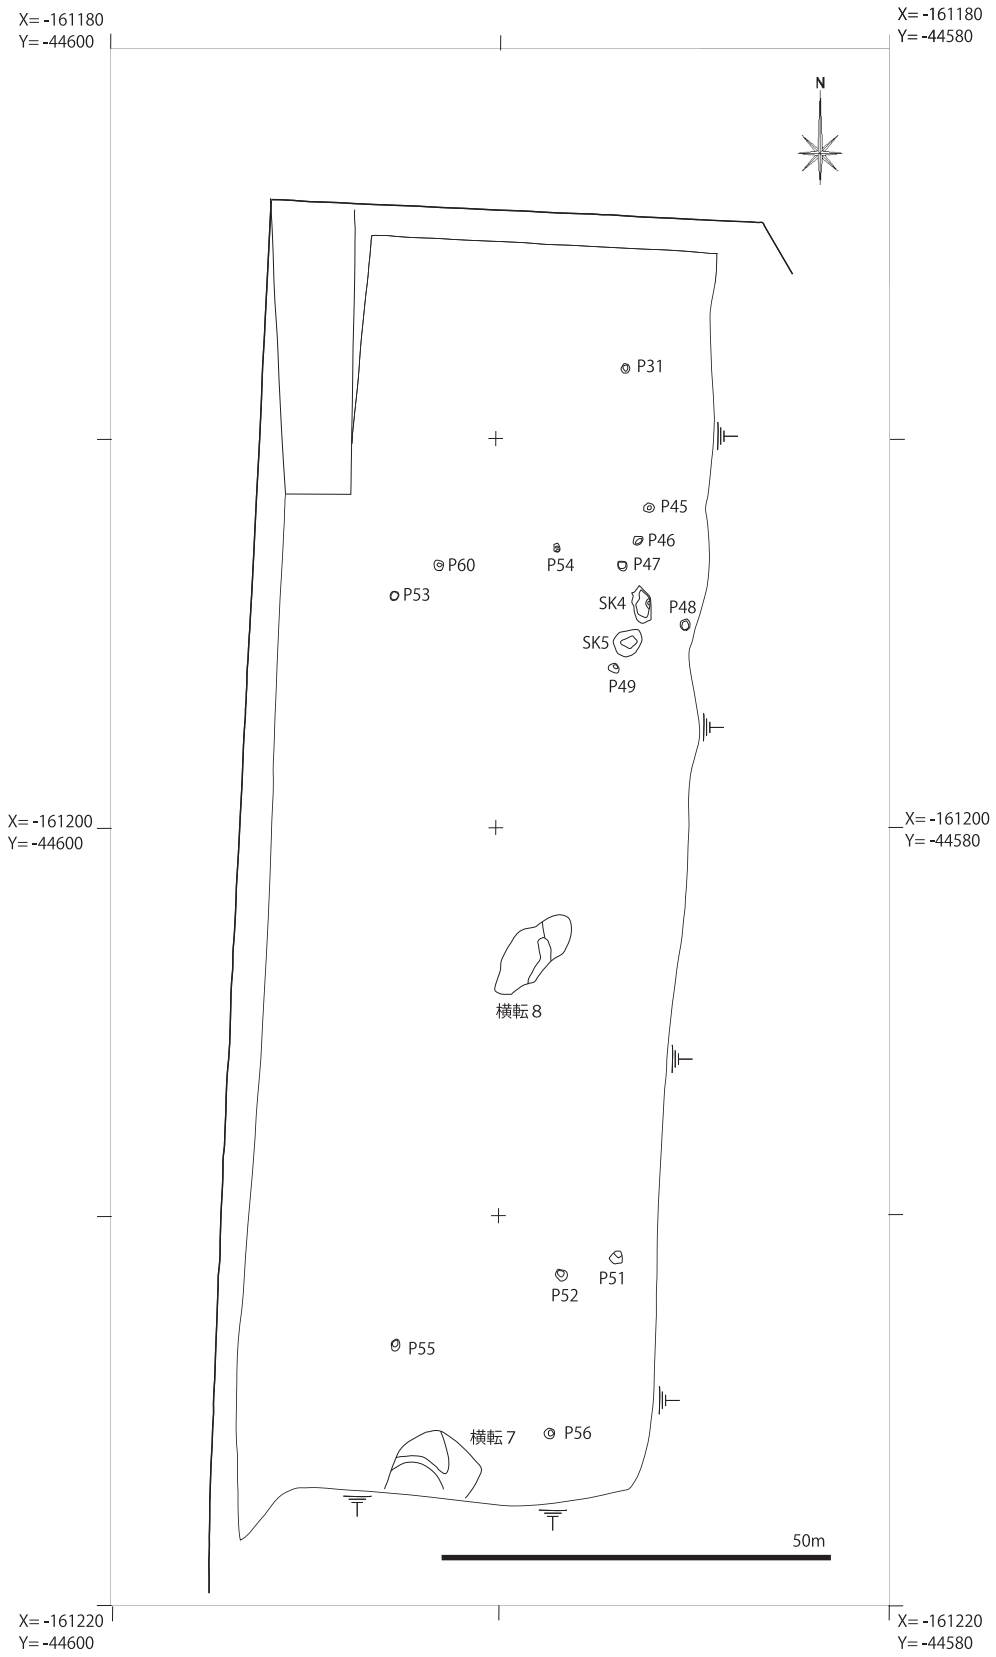 X= -161180
Y= -44600
X= -161180
Y= -44580
N
P31
P45
P46
P54
P47
P60
P53
SK4
P48
SK5
P49
X= -161200
Y= -44600
X= -161200
Y= -44580
横転８
P51
P52
P55
横転７
P56
50m
X= -161220
Y= -44600
X= -161220
Y= -44580